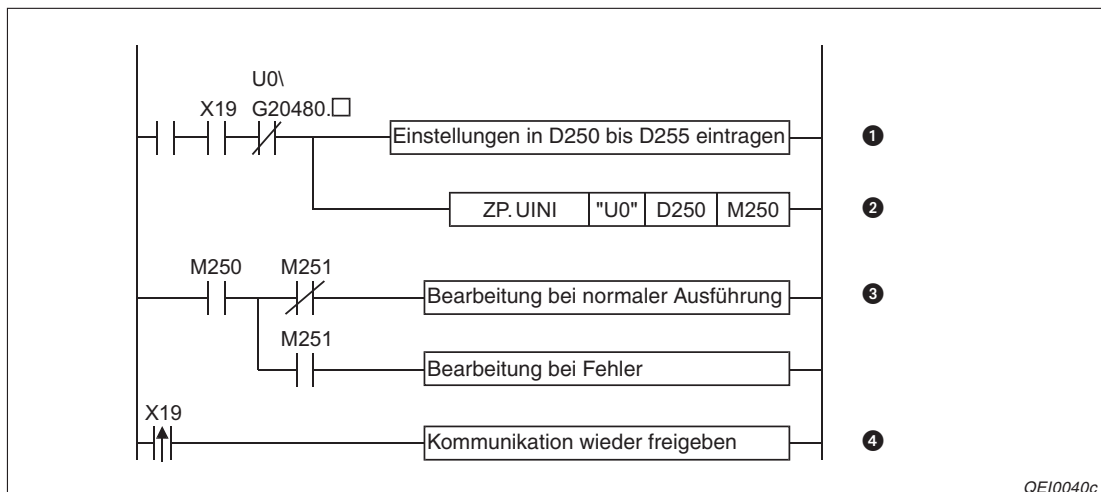 U0\
X19 G20480.□
Einstellungen in D250 bis D255 eintragen ❶
ZP.UINI "U0" D250 M250 ❷
M250 M251
Bearbeitung bei normaler Ausführung ❸
M251
Bearbeitung bei Fehler
X19
Kommunikation wieder freigeben ❹
QEI0040c